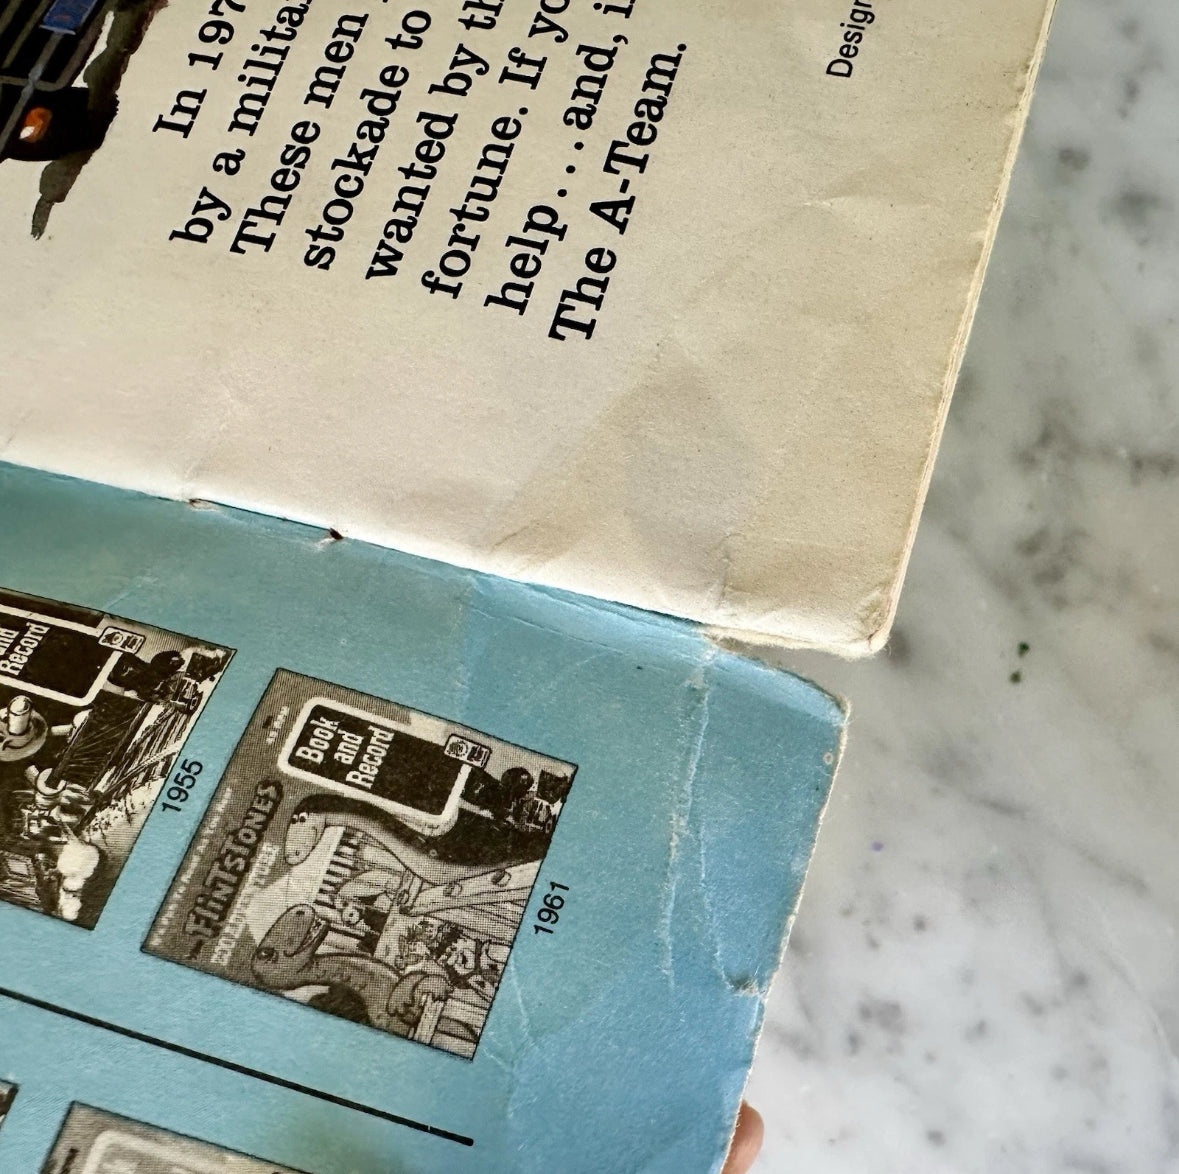 In 197
by a milita
These men
stockade to
wanted by th
fortune. If yo
help...and, i
The A-Team.
Design
and
Record
1955
Book
and
Record
FLINTSTONES
1961